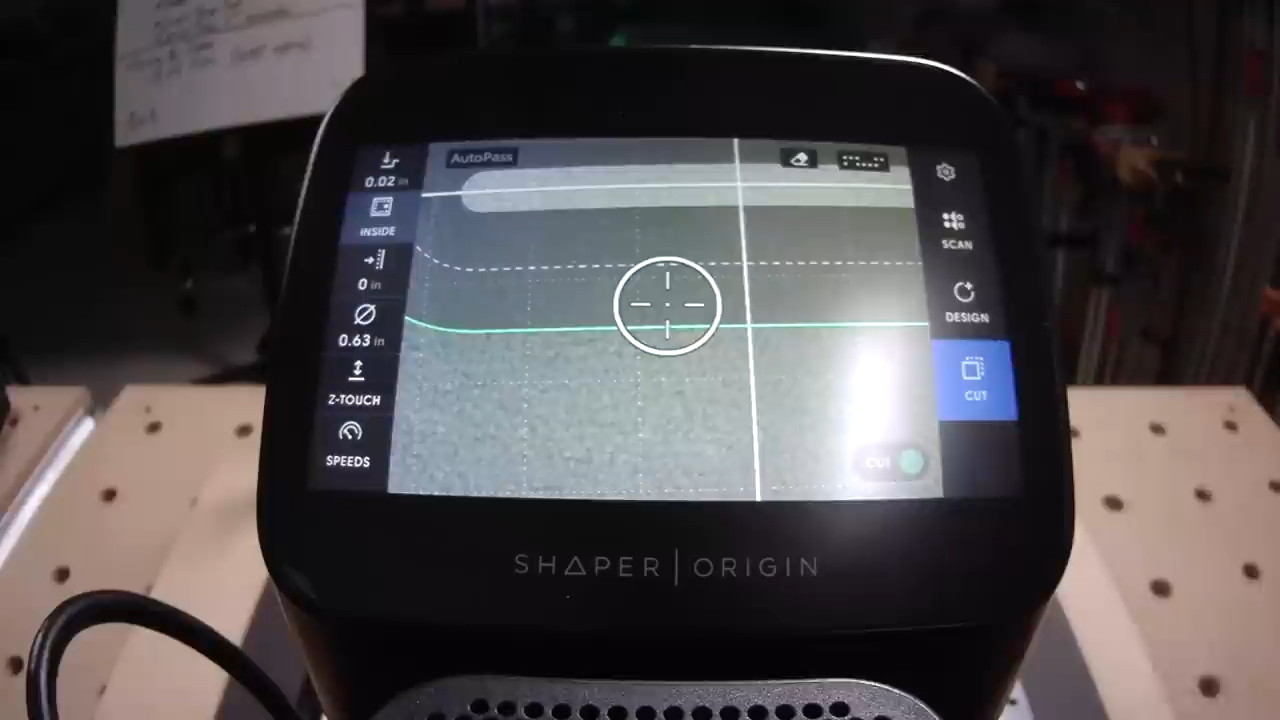 AutoPass
0.02 in
INSIDE
0 in
0.63 in
Z-TOUCH
SPEEDS
SCAN
DESIGN
CUT
CUT
SHAPER | ORIGIN